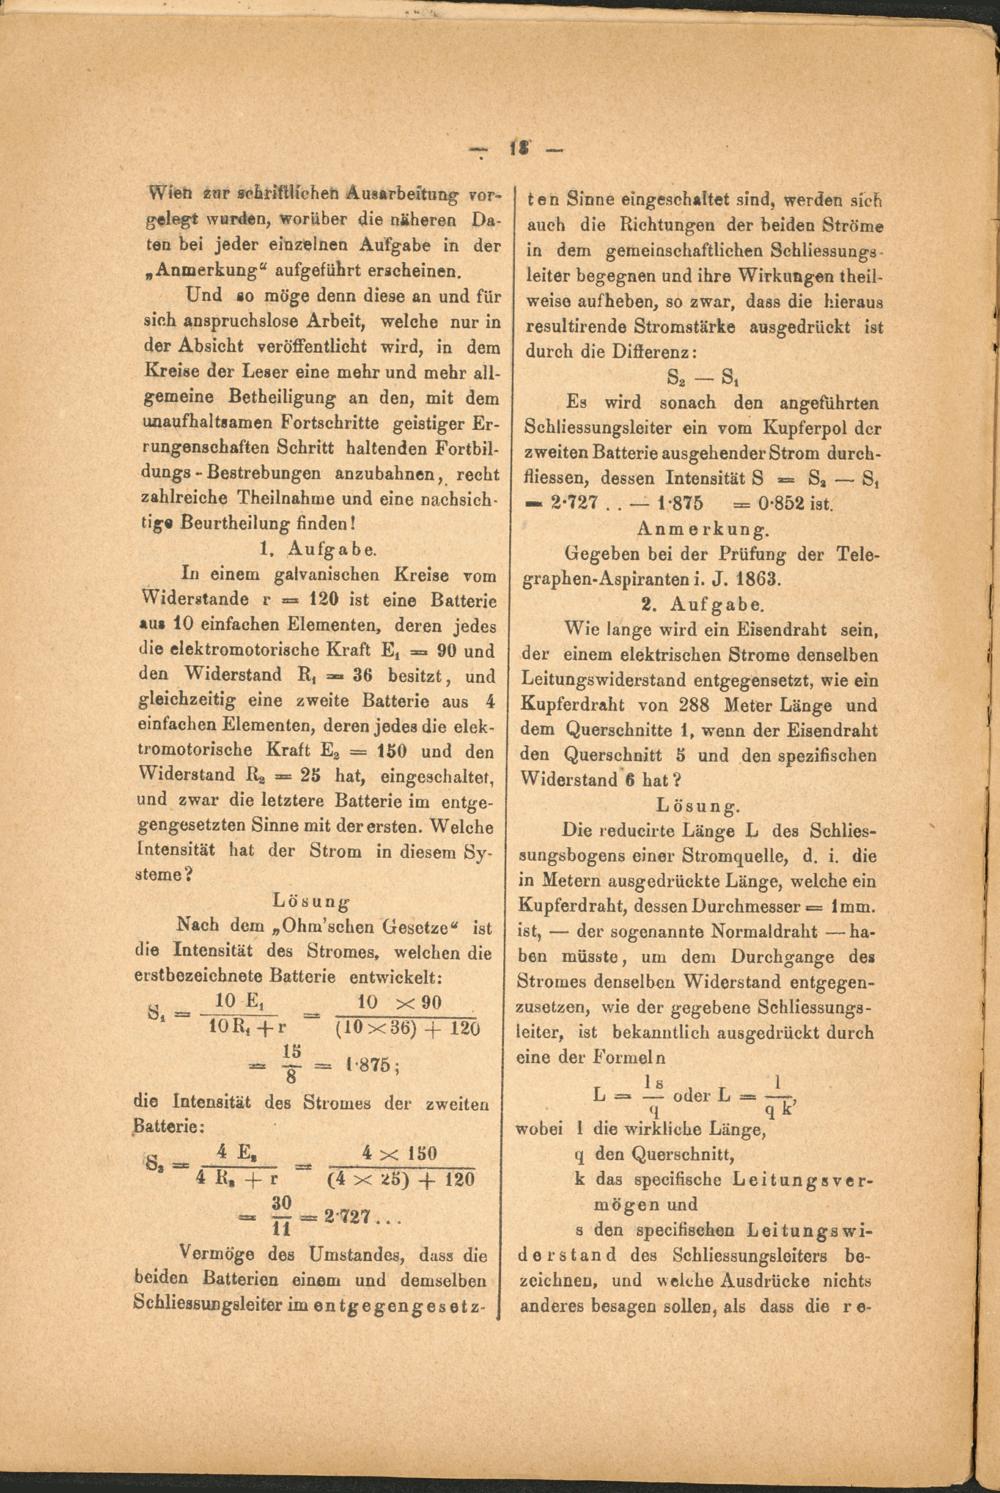 — 13 —
Wien zur schriftlichen Ausarbeitung vor-
gelegt wurden, worüber die näheren Da-
ten bei jeder einzelnen Aufgabe in der
„Anmerkung“ aufgeführt erscheinen.
Und so möge denn diese an und für
sich anspruchslose Arbeit, welche nur in
der Absicht veröffentlicht wird, in dem
Kreise der Leser eine mehr und mehr all-
gemeine Betheiligung an den, mit dem
unaufhaltsamen Fortschritte geistiger Er-
rungenschaften Schritt haltenden Fortbil-
dungs-Bestrebungen anzubahnen, recht
zahlreiche Theilnahme und eine nachsich-
tige Beurtheilung finden!
1. Aufgabe.
In einem galvanischen Kreise vom
Widerstande r = 120 ist eine Batterie
aus 10 einfachen Elementen, deren jedes
die elektromotorische Kraft E₁ = 90 und
den Widerstand R₁ = 36 besitzt, und
gleichzeitig eine zweite Batterie aus 4
einfachen Elementen, deren jedes die elek-
tromotorische Kraft E₂ = 150 und den
Widerstand R₂ = 25 hat, eingeschaltet,
und zwar die letztere Batterie im entge-
gengesetzten Sinne mit der ersten. Welche
Intensität hat der Strom in diesem Sy-
steme?
Lösung
Nach dem „Ohm'schen Gesetze“ ist
die Intensität des Stromes, welchen die
erstbezeichnete Batterie entwickelt:
S₁ = 10 E₁ / 10 R₁ + r = 10 × 90 / (10 × 36) + 120
= 15/8 = 1·875;
die Intensität des Stromes der zweiten
Batterie:
S₂ = 4 E₂ / 4 R₂ + r = 4 × 150 / (4 × 25) + 120
= 30/11 = 2·727 . . .
Vermöge des Umstandes, dass die
beiden Batterien einem und demselben
Schliessungsleiter im entgegengesetz-
ten Sinne eingeschaltet sind, werden sich
auch die Richtungen der beiden Ströme
in dem gemeinschaftlichen Schliessungs-
leiter begegnen und ihre Wirkungen theil-
weise aufheben, so zwar, dass die hieraus
resultirende Stromstärke ausgedrückt ist
durch die Differenz:
S₂ — S₁
Es wird sonach den angeführten
Schliessungsleiter ein vom Kupferpol der
zweiten Batterie ausgehender Strom durch-
fliessen, dessen Intensität S = S₂ — S₁
= 2·727 . . — 1·875 = 0·852 ist.
Anmerkung.
Gegeben bei der Prüfung der Tele-
graphen-Aspiranten i. J. 1863.
2. Aufgabe.
Wie lange wird ein Eisendraht sein,
der einem elektrischen Strome denselben
Leitungswiderstand entgegensetzt, wie ein
Kupferdraht von 288 Meter Länge und
dem Querschnitte 1, wenn der Eisendraht
den Querschnitt 5 und den spezifischen
Widerstand 6 hat?
Lösung.
Die reducirte Länge L des Schlies-
sungsbogens einer Stromquelle, d. i. die
in Metern ausgedrückte Länge, welche ein
Kupferdraht, dessen Durchmesser = 1mm.
ist, — der sogenannte Normaldraht — ha-
ben müsste, um dem Durchgange des
Stromes denselben Widerstand entgegen-
zusetzen, wie der gegebene Schliessungs-
leiter, ist bekanntlich ausgedrückt durch
eine der Formeln
L = l s / q oder L = l / q k,
wobei l die wirkliche Länge,
q den Querschnitt,
k das specifische Leitungsver-
mögen und
s den specifischen Leitungswi-
derstand des Schliessungsleiters be-
zeichnen, und welche Ausdrücke nichts
anderes besagen sollen, als dass die re-